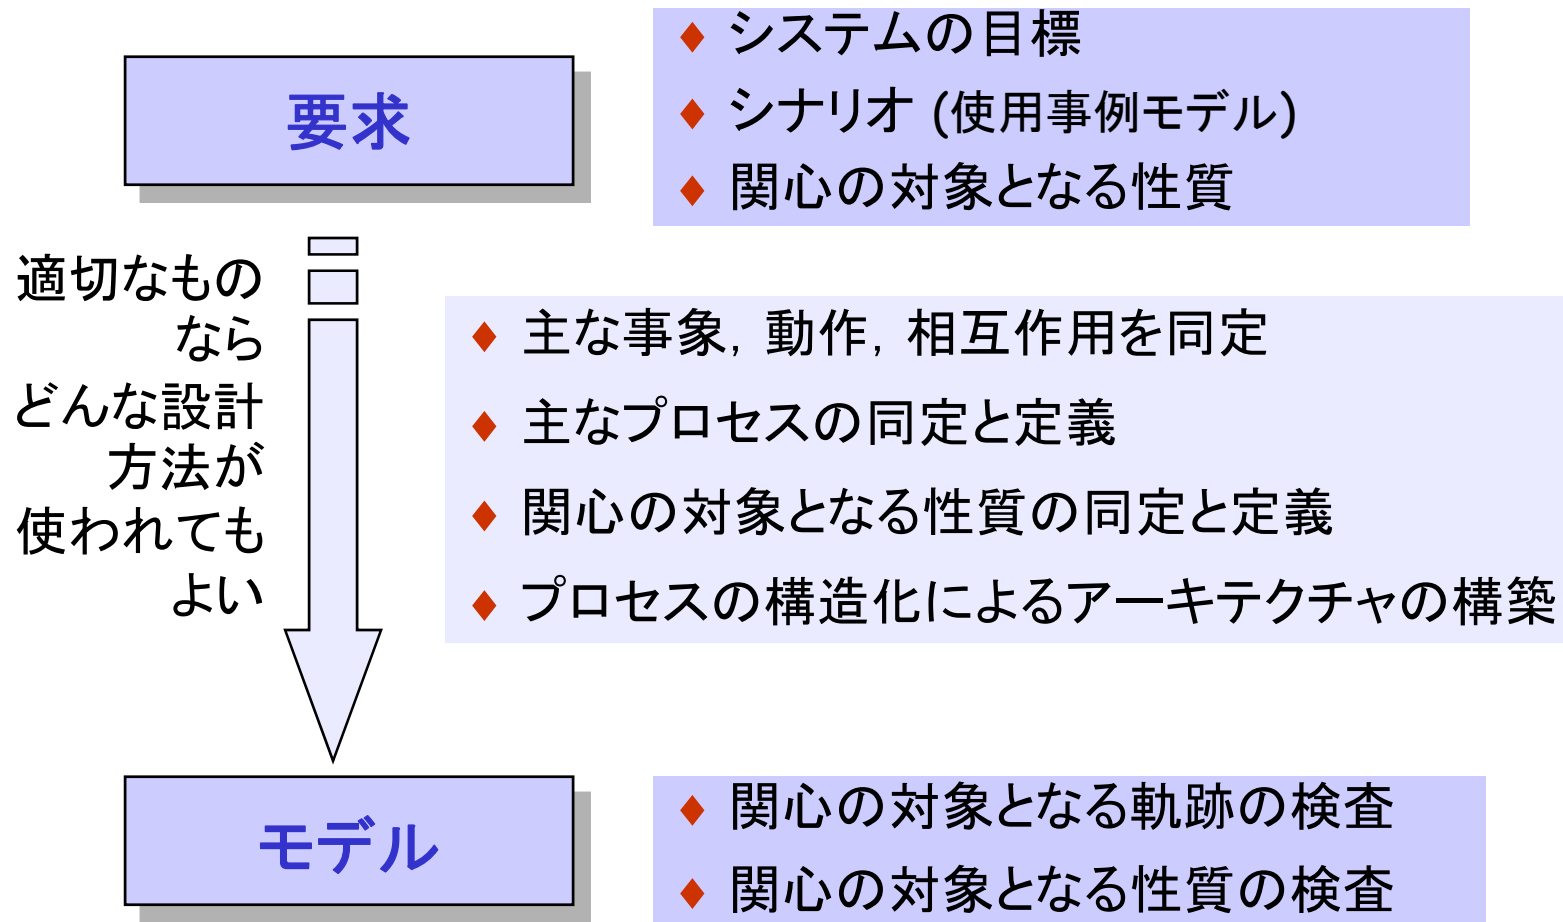 要求
♦ システムの目標
♦ シナリオ (使用事例モデル)
♦ 関心の対象となる性質
適切なもの
なら
どんな設計
方法が
使われても
よい
♦ 主な事象, 動作, 相互作用を同定
♦ 主なプロセスの同定と定義
♦ 関心の対象となる性質の同定と定義
♦ プロセスの構造化によるアーキテクチャの構築
モデル
♦ 関心の対象となる軌跡の検査
♦ 関心の対象となる性質の検査